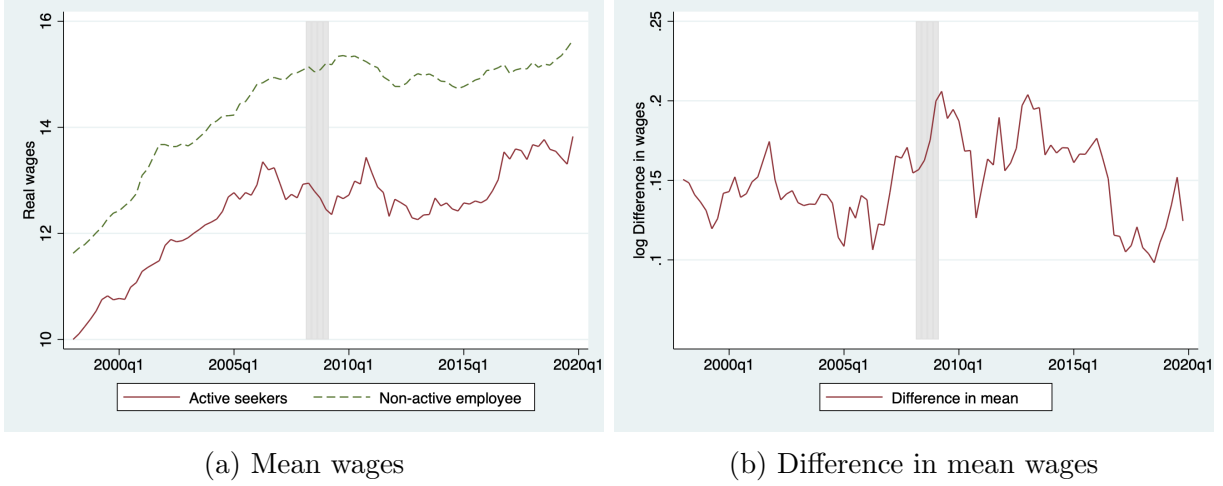 Real wages
16
14
12
10
2000q1 2005q1 2010q1 2015q1 2020q1
Active seekers Non-active employee
(a) Mean wages
log Difference in wages
.25
.2
.15
.1
2000q1 2005q1 2010q1 2015q1 2020q1
Difference in mean
(b) Difference in mean wages